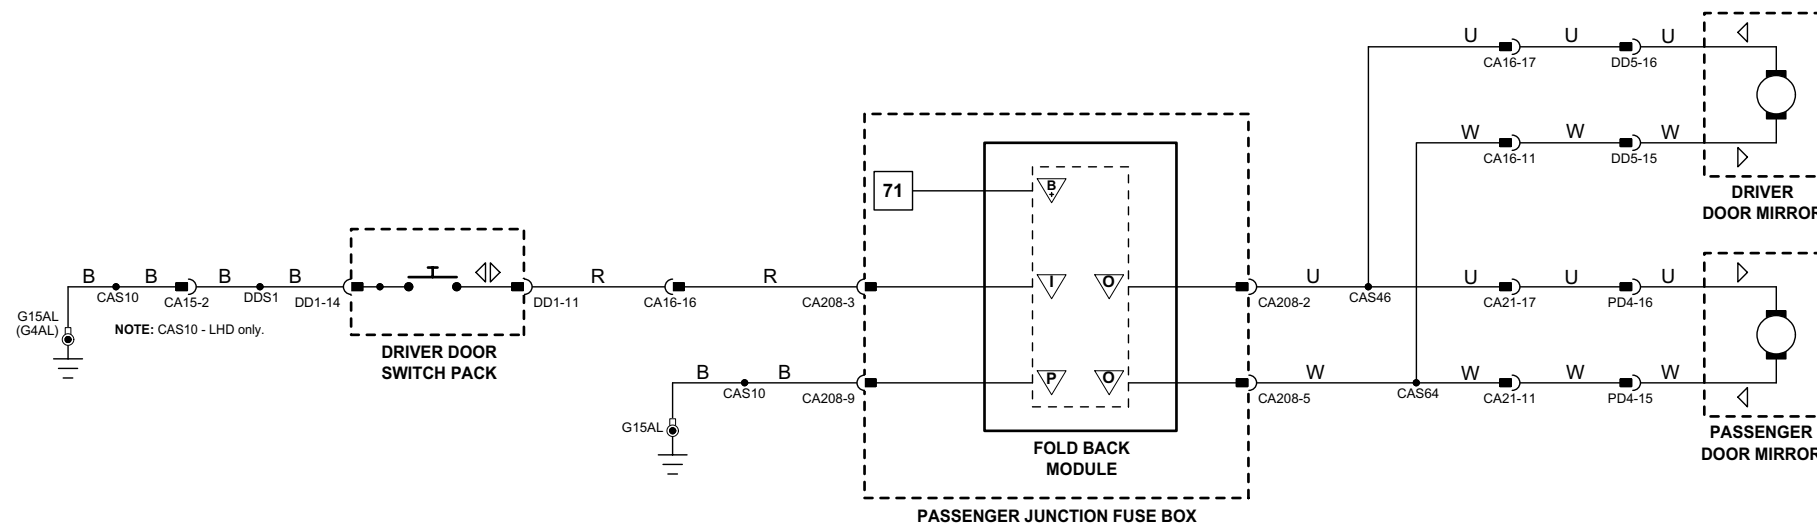 U U U
CA16-17 DD5-16
W W W
CA16-11 DD5-15
DRIVER
DOOR MIRROR
71
B
+
B B B B
CAS10 CA15-2 DDS1 DD1-14
G15AL
(G4AL)
NOTE: CAS10 - LHD only.
DRIVER DOOR
SWITCH PACK
R R
DD1-11 CA16-16 CA208-3
I O
U U U U
CA208-2 CAS46 CA21-17 PD4-16
B B
CAS10 CA208-9
G15AL
P O
W W W W
CA208-5 CAS64 CA21-11 PD4-15
PASSENGER
DOOR MIRROR
FOLD BACK
MODULE
PASSENGER JUNCTION FUSE BOX